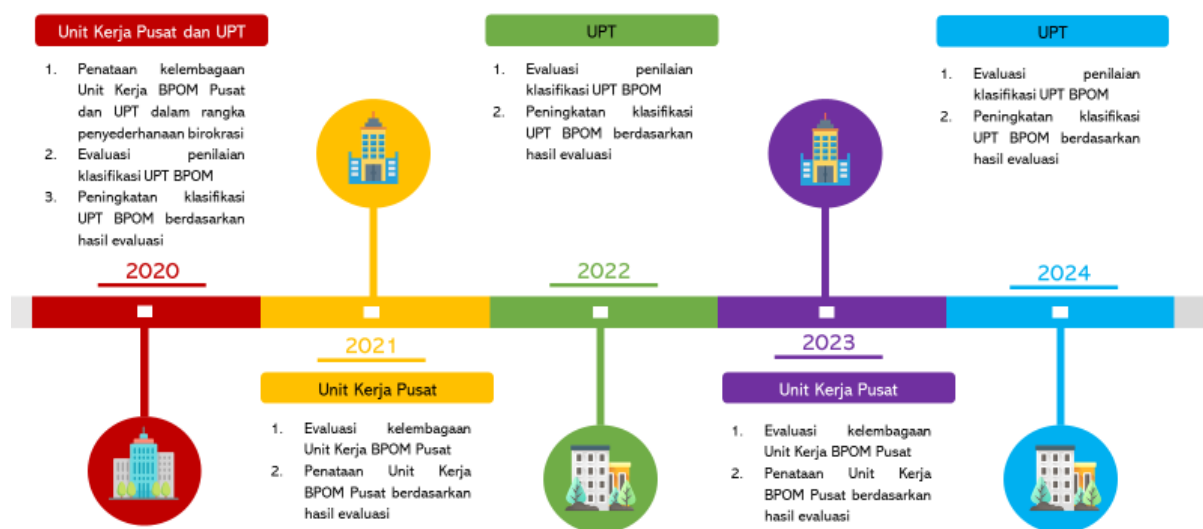 Unit Kerja Pusat dan UPT
1. Penataan kelembagaan
Unit Kerja BPOM Pusat
dan UPT dalam rangka
penyederhanaan birokrasi
2. Evaluasi penilaian
klasifikasi UPT BPOM
3. Peningkatan klasifikasi
UPT BPOM berdasarkan
hasil evaluasi
2020
2021
Unit Kerja Pusat
1. Evaluasi kelembagaan
Unit Kerja BPOM Pusat
2. Penataan Unit Kerja
BPOM Pusat berdasarkan
hasil evaluasi
UPT
1. Evaluasi penilaian
klasifikasi UPT BPOM
2. Peningkatan klasifikasi
UPT BPOM berdasarkan
hasil evaluasi
2022
2023
Unit Kerja Pusat
1. Evaluasi kelembagaan
Unit Kerja BPOM Pusat
2. Penataan Unit Kerja
BPOM Pusat berdasarkan
hasil evaluasi
UPT
1. Evaluasi penilaian
klasifikasi UPT BPOM
2. Peningkatan klasifikasi
UPT BPOM berdasarkan
hasil evaluasi
2024